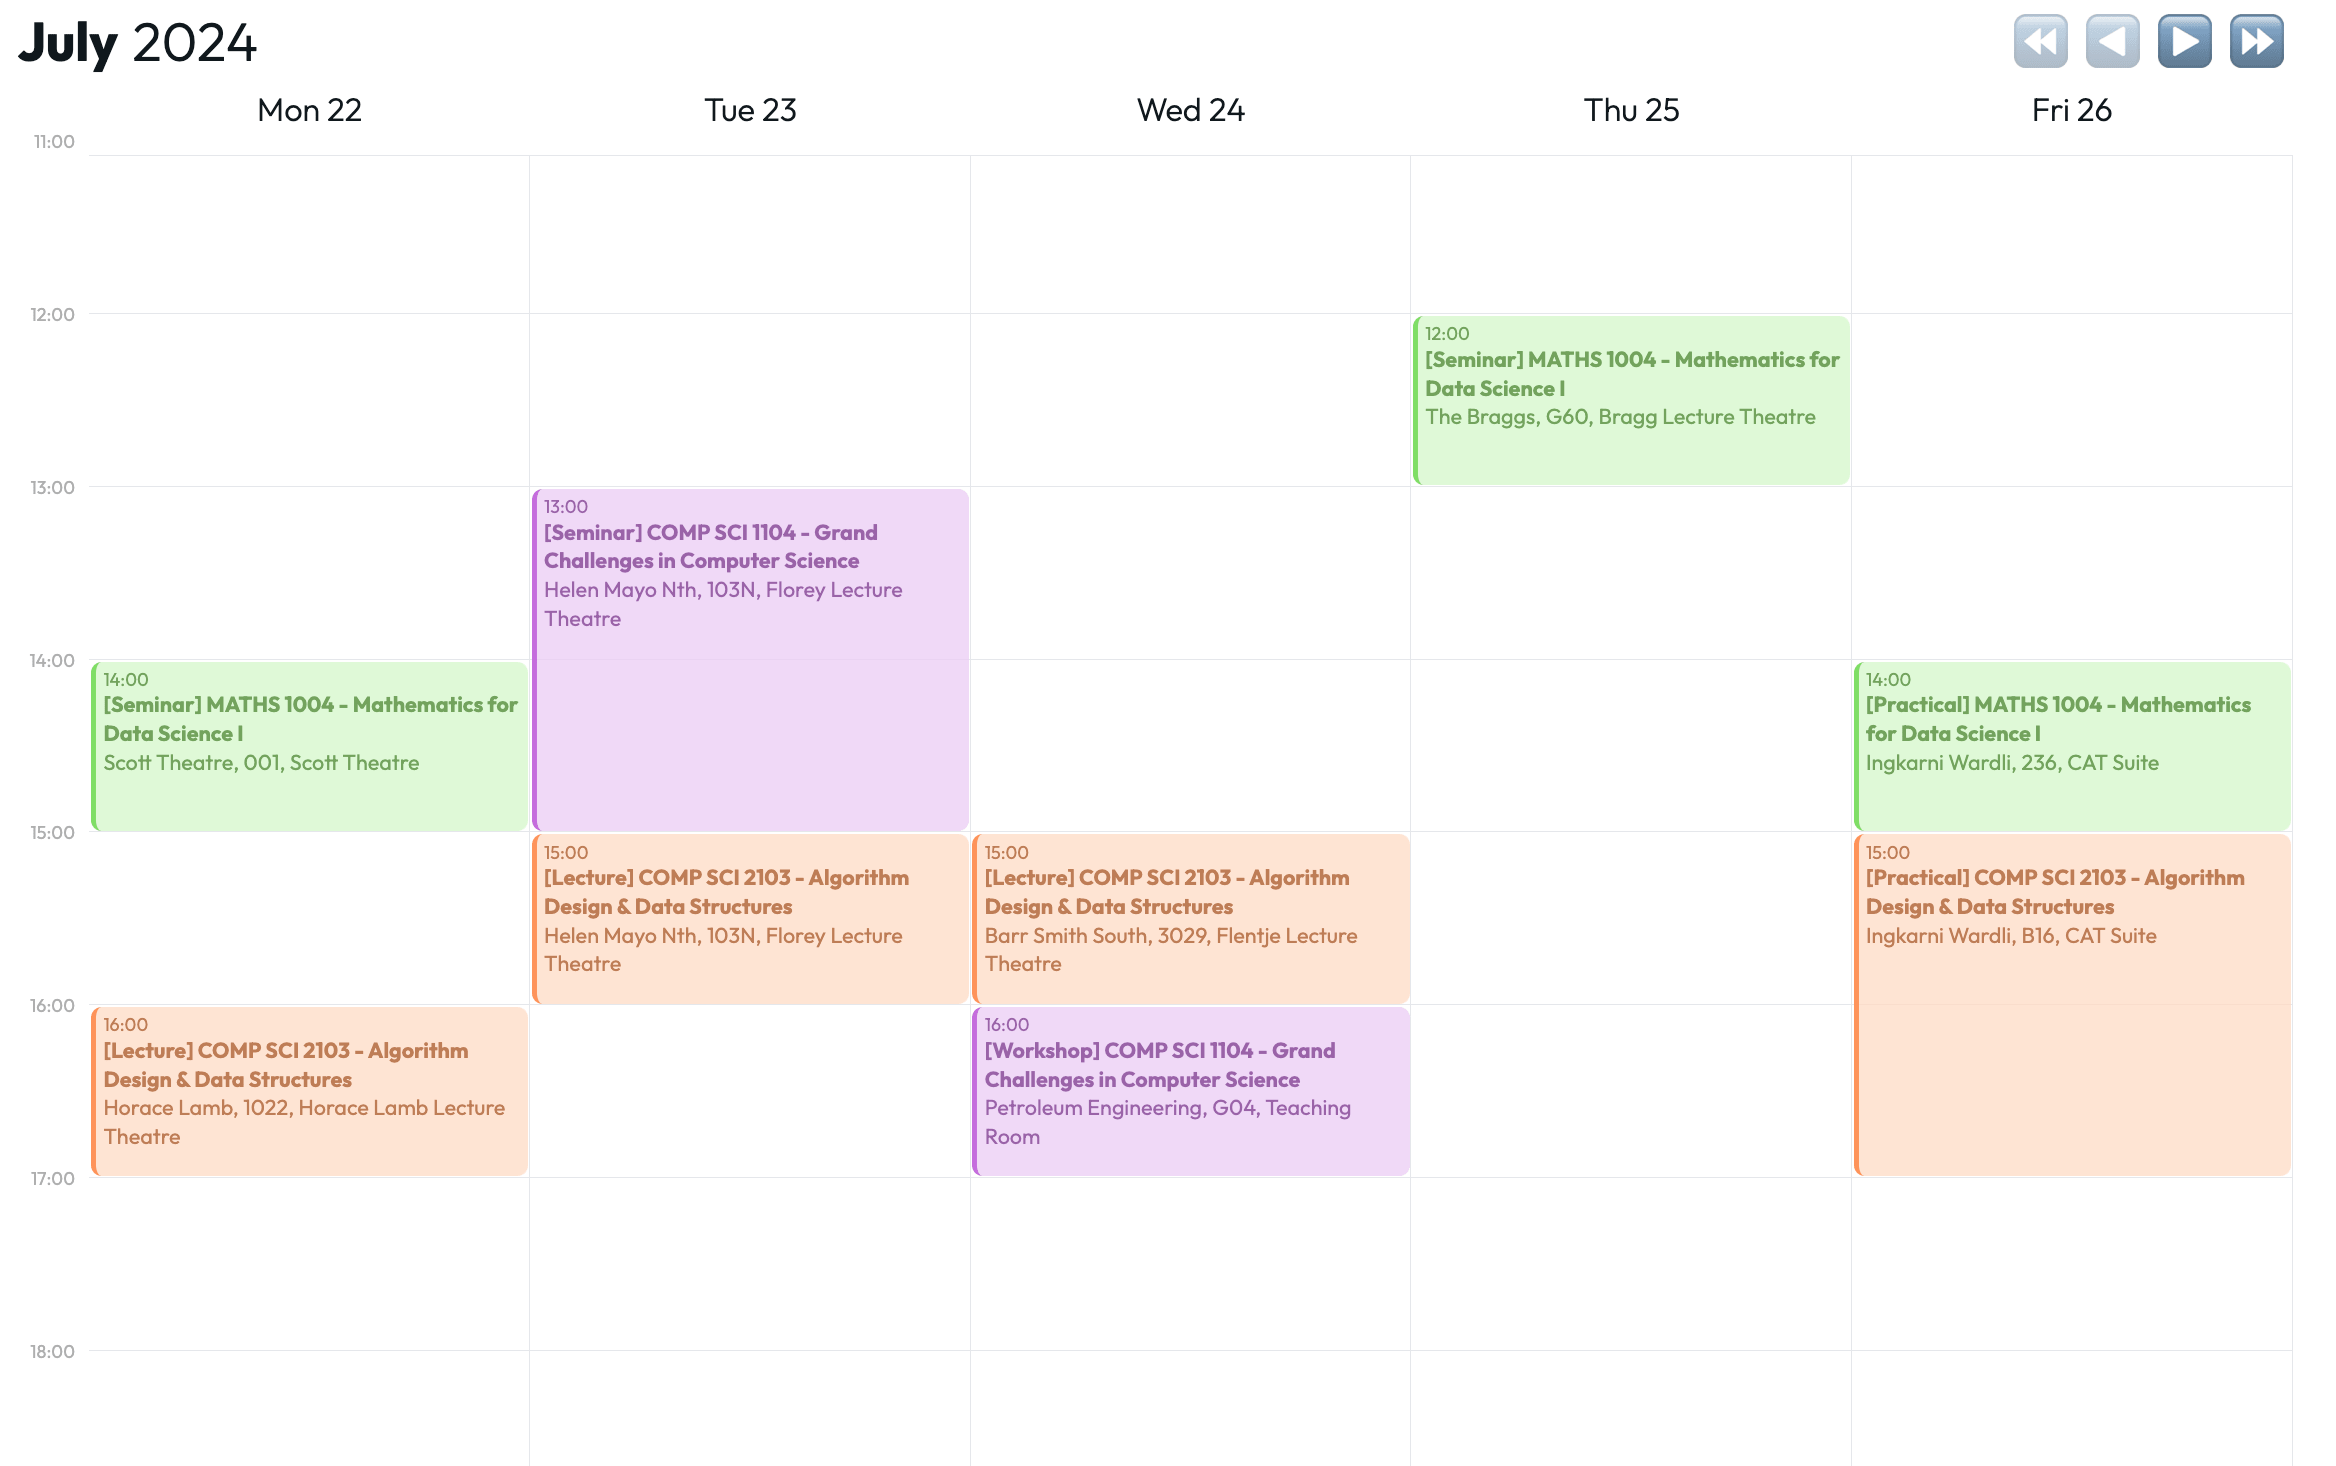 July 2024
Mon 22
Tue 23
Wed 24
Thu 25
Fri 26
11:00
12:00
13:00
14:00
15:00
16:00
17:00
18:00
14:00
[Seminar] MATHS 1004 - Mathematics for
Data Science I
Scott Theatre, 001, Scott Theatre
16:00
[Lecture] COMP SCI 2103 - Algorithm
Design & Data Structures
Horace Lamb, 1022, Horace Lamb Lecture
Theatre
13:00
[Seminar] COMP SCI 1104 - Grand
Challenges in Computer Science
Helen Mayo Nth, 103N, Florey Lecture
Theatre
15:00
[Lecture] COMP SCI 2103 - Algorithm
Design & Data Structures
Helen Mayo Nth, 103N, Florey Lecture
Theatre
15:00
[Lecture] COMP SCI 2103 - Algorithm
Design & Data Structures
Barr Smith South, 3029, Flentje Lecture
Theatre
16:00
[Workshop] COMP SCI 1104 - Grand
Challenges in Computer Science
Petroleum Engineering, G04, Teaching
Room
12:00
[Seminar] MATHS 1004 - Mathematics for
Data Science I
The Braggs, G60, Bragg Lecture Theatre
14:00
[Practical] MATHS 1004 - Mathematics
for Data Science I
Ingkarni Wardli, 236, CAT Suite
15:00
[Practical] COMP SCI 2103 - Algorithm
Design & Data Structures
Ingkarni Wardli, B16, CAT Suite